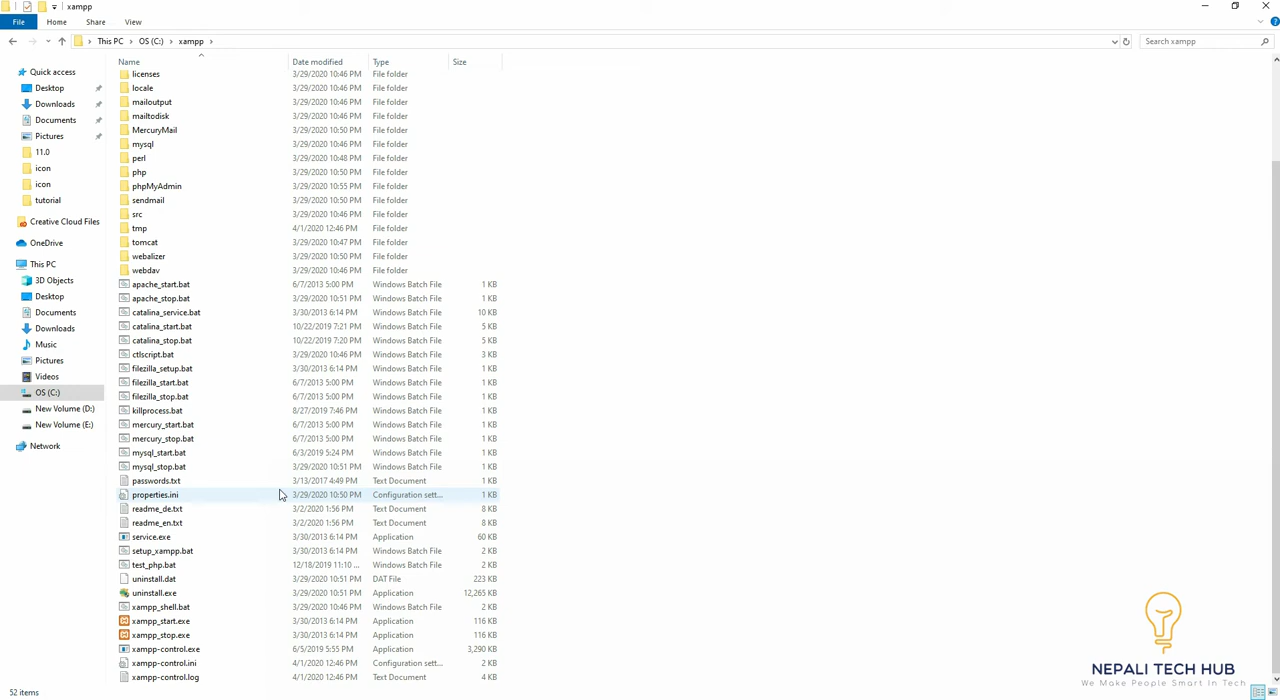 xampp
File Home Share View
This PC OS (C:) xampp Search xampp
Name Date modified Type Size
Quick access
Desktop
Downloads
Documents
Pictures
11.0
icon
icon
tutorial
Creative Cloud Files
OneDrive
This PC
3D Objects
Desktop
Documents
Downloads
Music
Pictures
Videos
OS (C:)
New Volume (D:)
New Volume (E:)
Network
licenses 3/29/2020 10:46 PM File folder
locale 3/29/2020 10:46 PM File folder
mailoutput 3/29/2020 10:46 PM File folder
mailtodisk 3/29/2020 10:46 PM File folder
MercuryMail 3/29/2020 10:50 PM File folder
mysql 3/29/2020 10:46 PM File folder
perl 3/29/2020 10:48 PM File folder
php 3/29/2020 10:50 PM File folder
phpMyAdmin 3/29/2020 10:55 PM File folder
sendmail 3/29/2020 10:50 PM File folder
src 3/29/2020 10:46 PM File folder
tmp 4/1/2020 12:46 PM File folder
tomcat 3/29/2020 10:47 PM File folder
webalizer 3/29/2020 10:50 PM File folder
webdav 3/29/2020 10:46 PM File folder
apache_start.bat 6/7/2013 5:00 PM Windows Batch File 1 KB
apache_stop.bat 3/29/2020 10:51 PM Windows Batch File 1 KB
catalina_service.bat 3/30/2013 6:14 PM Windows Batch File 10 KB
catalina_start.bat 10/22/2019 7:21 PM Windows Batch File 5 KB
catalina_stop.bat 10/22/2019 7:20 PM Windows Batch File 5 KB
ctlscript.bat 3/29/2020 10:46 PM Windows Batch File 3 KB
filezilla_setup.bat 3/30/2013 6:14 PM Windows Batch File 1 KB
filezilla_start.bat 6/7/2013 5:00 PM Windows Batch File 1 KB
filezilla_stop.bat 6/7/2013 5:00 PM Windows Batch File 1 KB
killprocess.bat 8/27/2019 7:46 PM Windows Batch File 1 KB
mercury_start.bat 6/7/2013 5:00 PM Windows Batch File 1 KB
mercury_stop.bat 6/7/2013 5:00 PM Windows Batch File 1 KB
mysql_start.bat 6/3/2019 5:24 PM Windows Batch File 1 KB
mysql_stop.bat 3/29/2020 10:51 PM Windows Batch File 1 KB
passwords.txt 3/13/2017 4:49 PM Text Document 1 KB
properties.ini 3/29/2020 10:50 PM Configuration sett... 1 KB
readme_de.txt 3/2/2020 1:56 PM Text Document 8 KB
readme_en.txt 3/2/2020 1:56 PM Text Document 8 KB
service.exe 3/30/2013 6:14 PM Application 60 KB
setup_xampp.bat 3/30/2013 6:14 PM Windows Batch File 2 KB
test_php.bat 12/18/2019 11:10 ... Windows Batch File 2 KB
uninstall.dat 3/29/2020 10:51 PM DAT File 223 KB
uninstall.exe 3/29/2020 10:51 PM Application 12,265 KB
xampp_shell.bat 3/29/2020 10:46 PM Windows Batch File 2 KB
xampp_start.exe 3/30/2013 6:14 PM Application 116 KB
xampp_stop.exe 3/30/2013 6:14 PM Application 116 KB
xampp-control.exe 6/5/2019 5:55 PM Application 3,290 KB
xampp-control.ini 4/1/2020 12:46 PM Configuration sett... 2 KB
xampp-control.log 4/1/2020 12:46 PM Text Document 4 KB
NEPALI TECH HUB
We Make People Smart In Tech
52 items